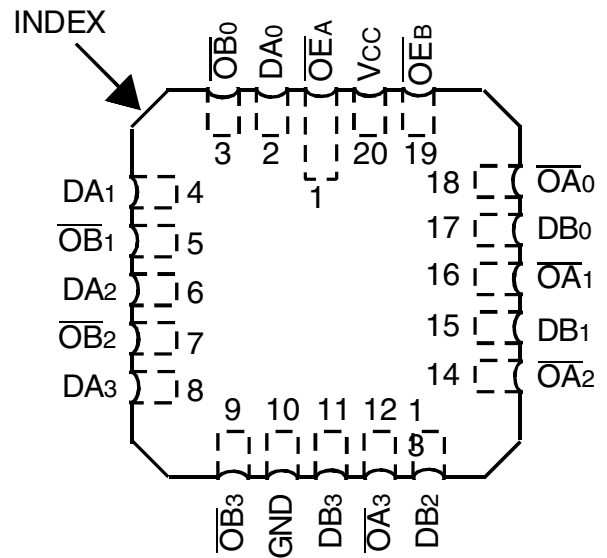 INDEX
OB0 DA0 OEA VCC OEB
3 2 1 20 19
DA1 4
OB1 5
DA2 6
OB2 7
DA3 8
18 OA0
17 DB0
16 OA1
15 DB1
14 OA2
9 10 11 12 13
OB3 GND DB3 OA3 DB2